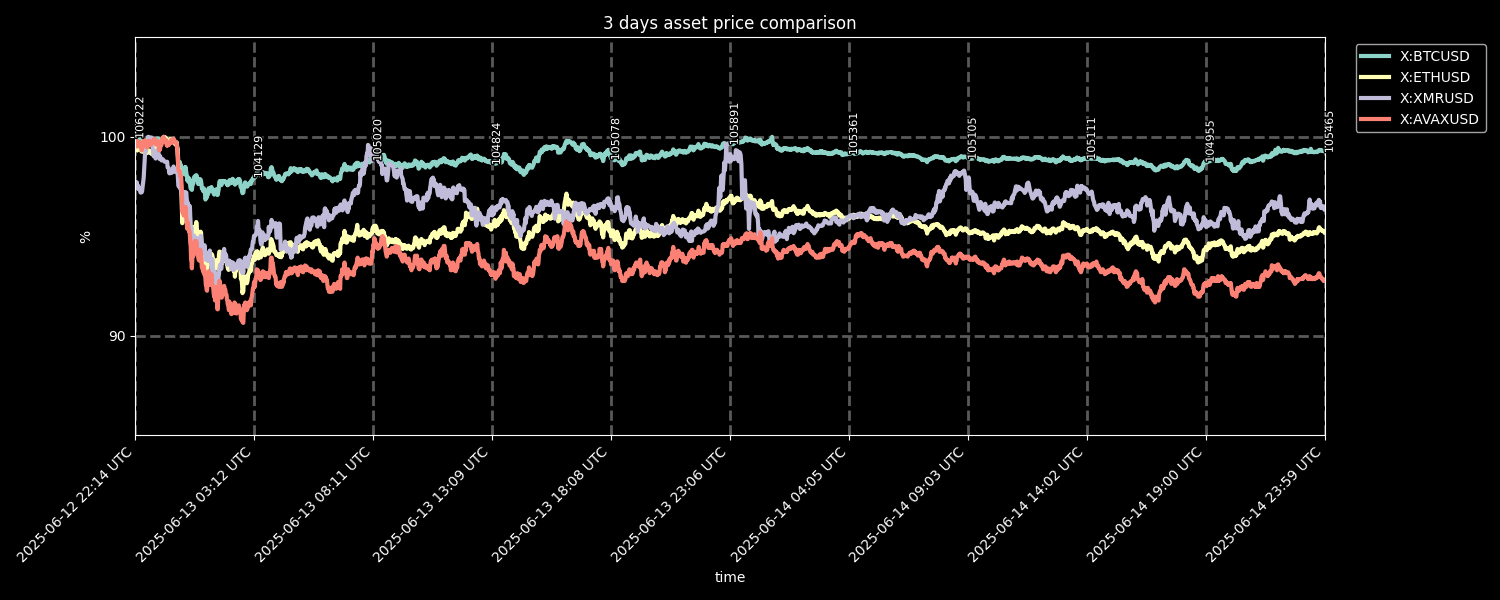 3 days asset price comparison
X:BTCUSD
X:ETHUSD
X:XMRUSD
X:AVAXUSD
106222
104129
105020
104824
105078
105891
105361
105105
105111
104955
105465
100
90
%
2025-06-12 22:14 UTC
2025-06-13 03:12 UTC
2025-06-13 08:11 UTC
2025-06-13 13:09 UTC
2025-06-13 18:08 UTC
2025-06-13 23:06 UTC
2025-06-14 04:05 UTC
2025-06-14 09:03 UTC
2025-06-14 14:02 UTC
2025-06-14 19:00 UTC
2025-06-14 23:59 UTC
time